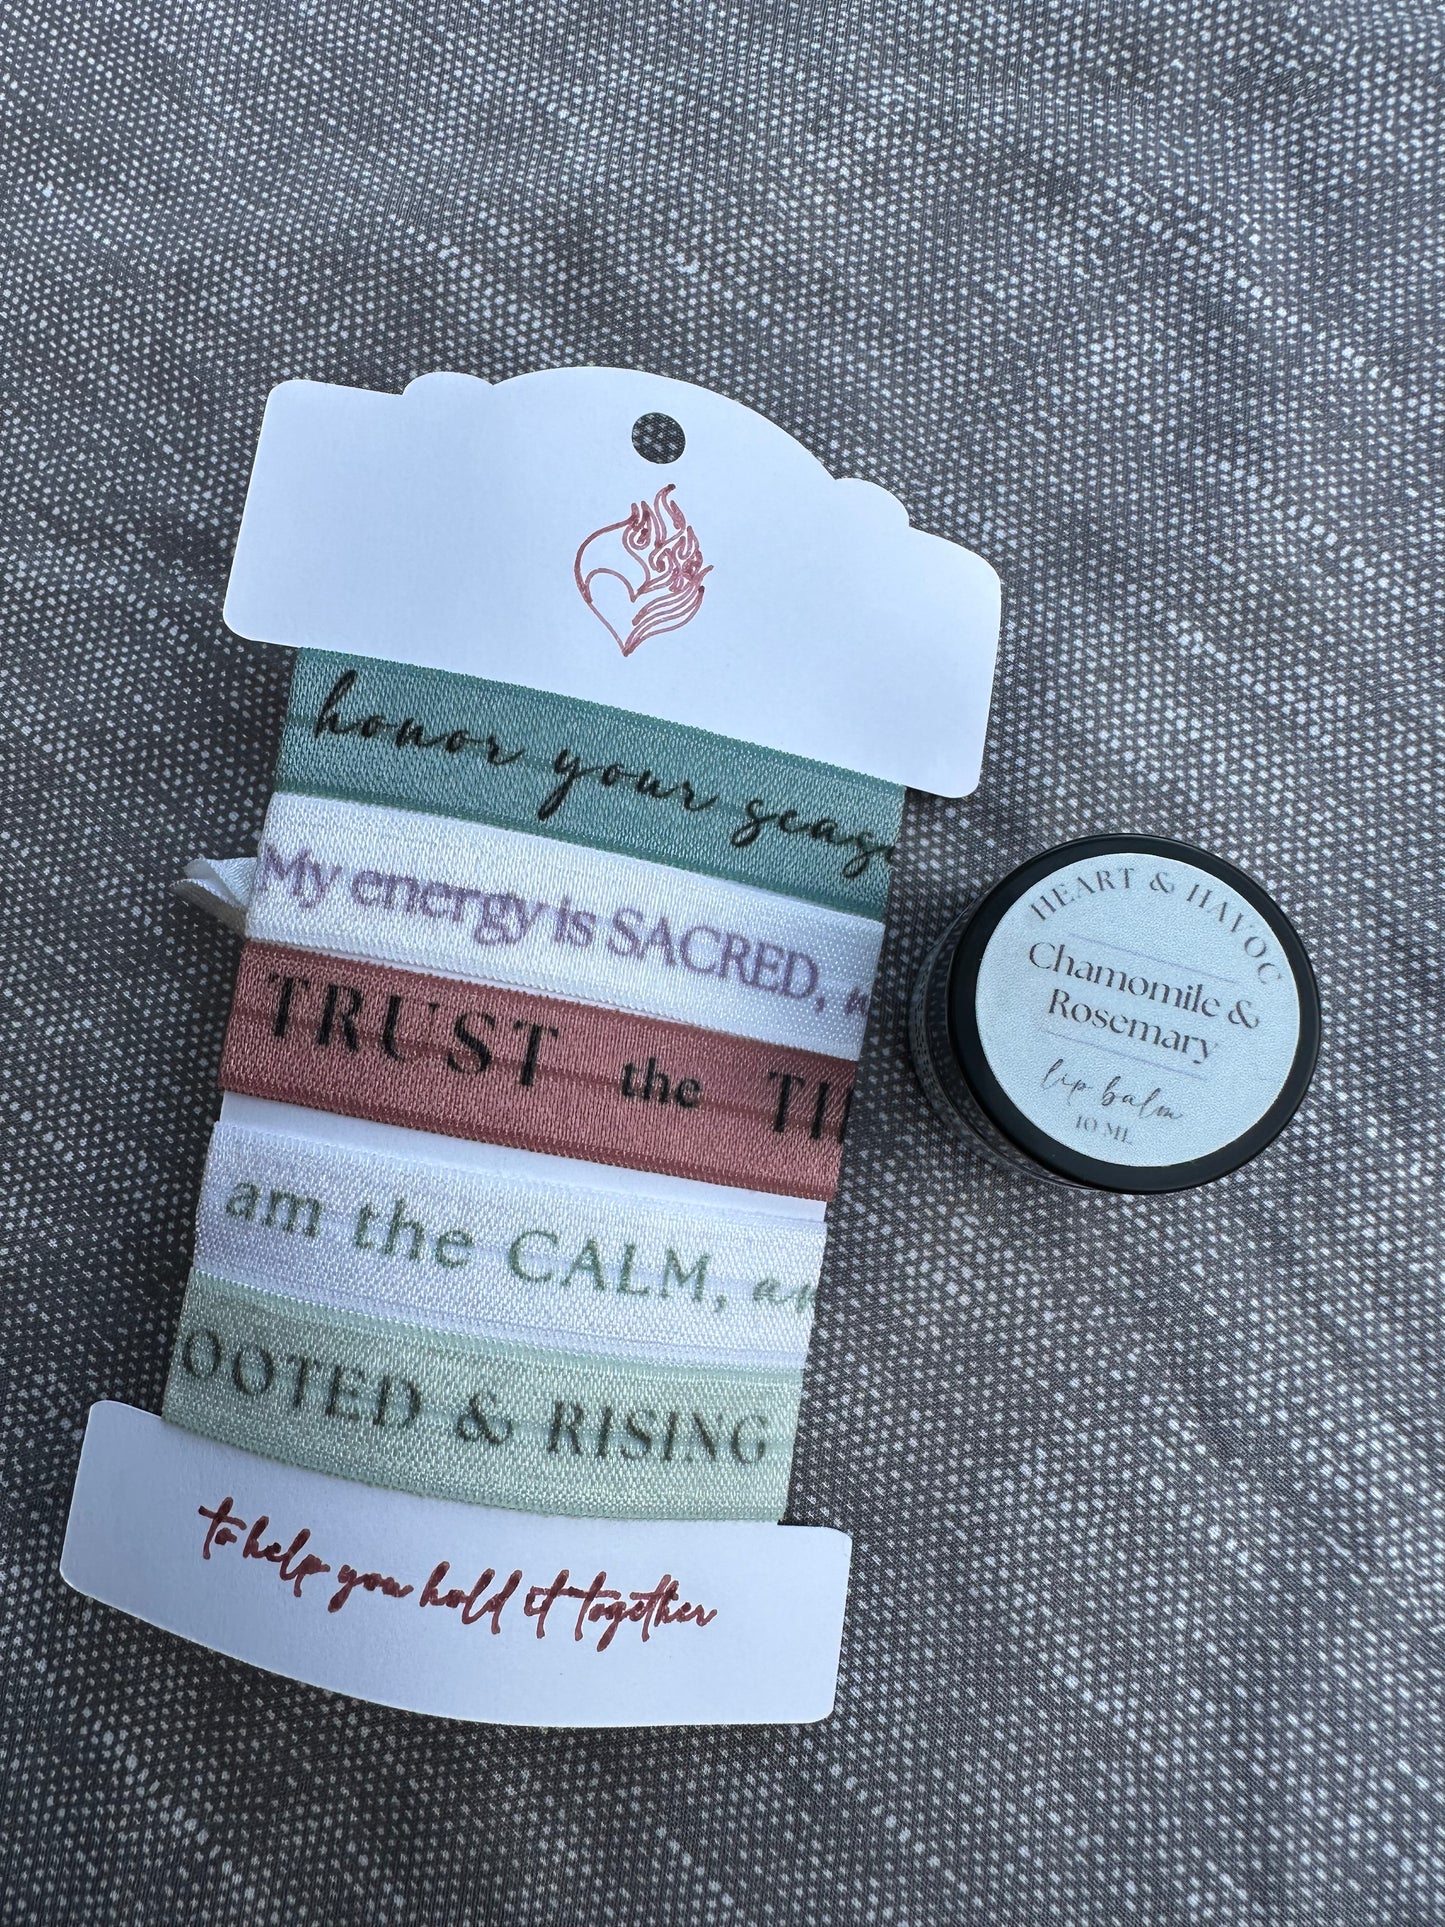 honor your seas
My energy is SACRED,
TRUST the TI
am the CALM, an
OOTED & RISING
to help you hold it together
HEART & HAVOC
Chamomile &
Rosemary
lip balm
10 ML